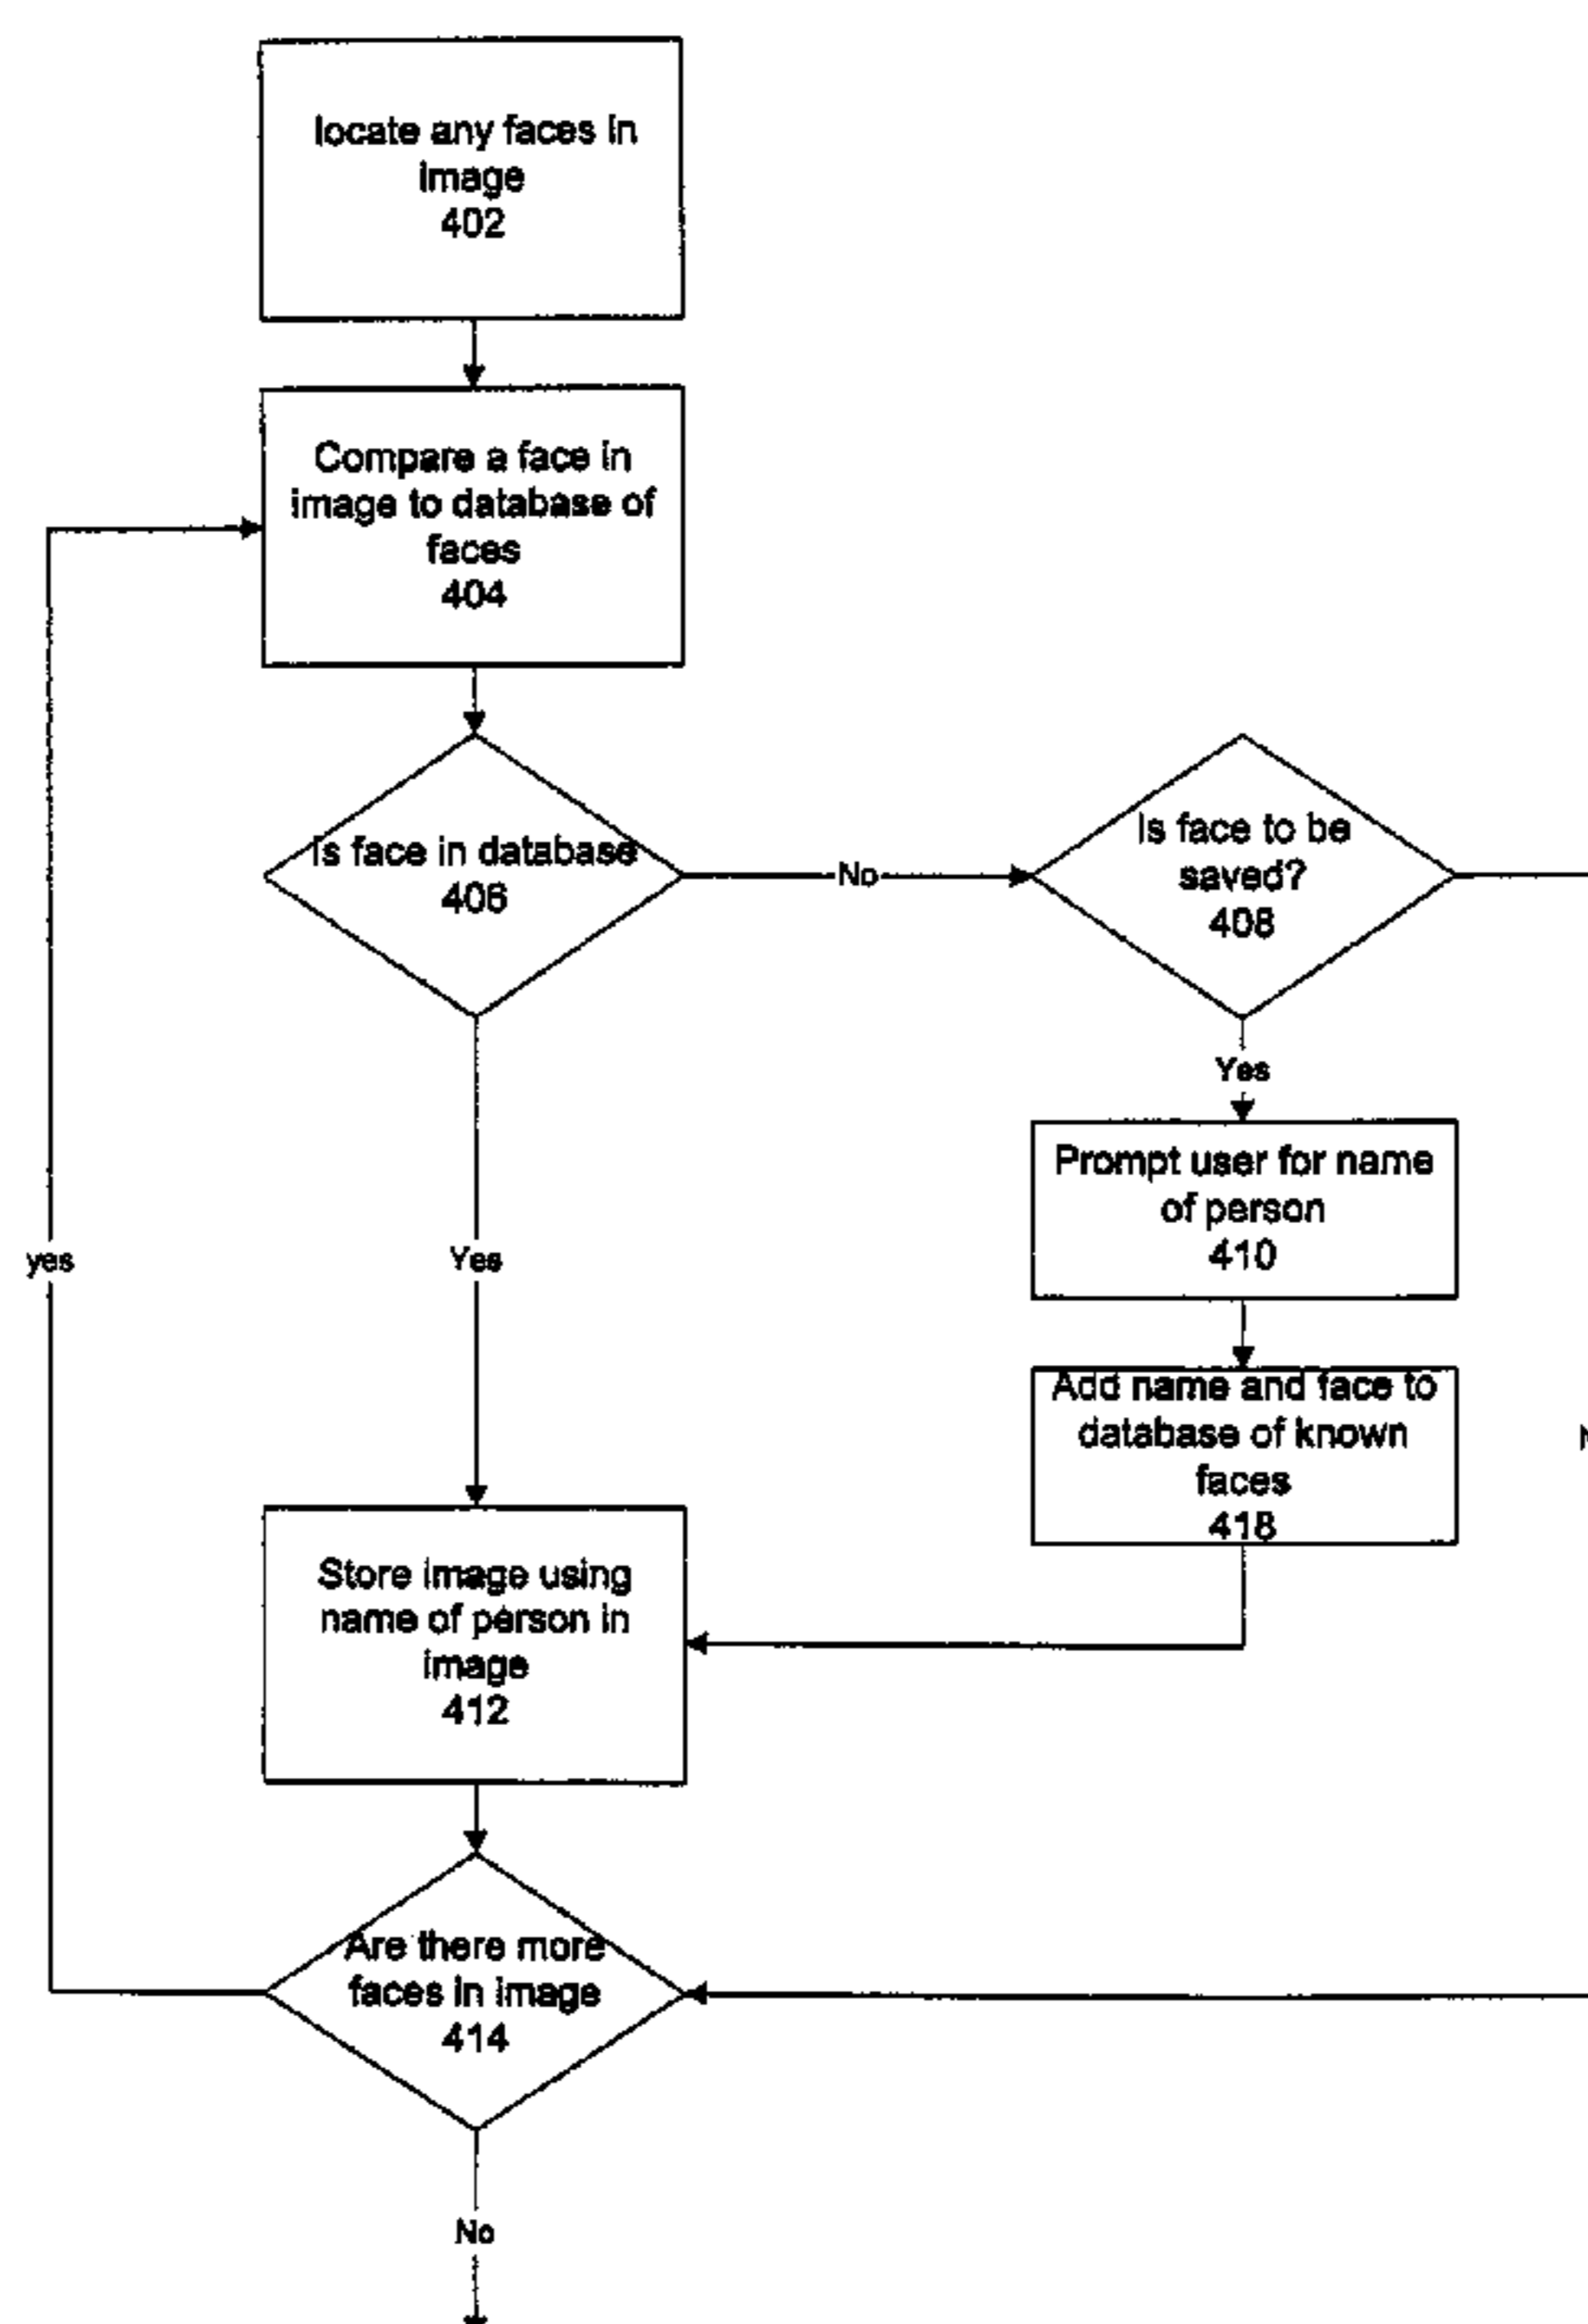 locate any faces in
image
402
Compare a face in
image to database of
faces
404
Is face in database
406
No
Is face to be
saved?
408
Yes
Prompt user for name
of person
410
yes
Yes
Add name and face to
database of known
faces
418
Store image using
name of person in
image
412
Are there more
faces in image
414
No